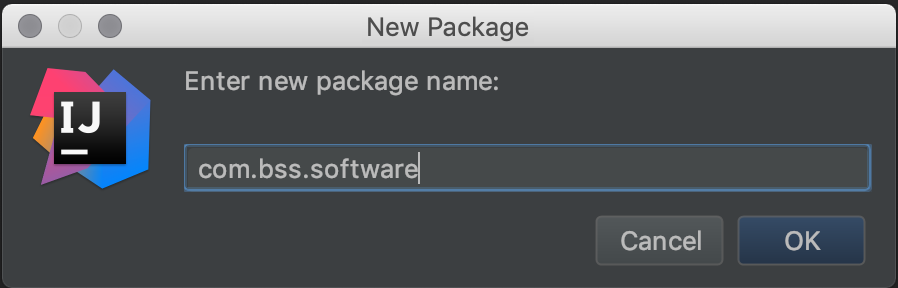 New Package
Enter new package name:
IJ
com.bss.software
Cancel OK